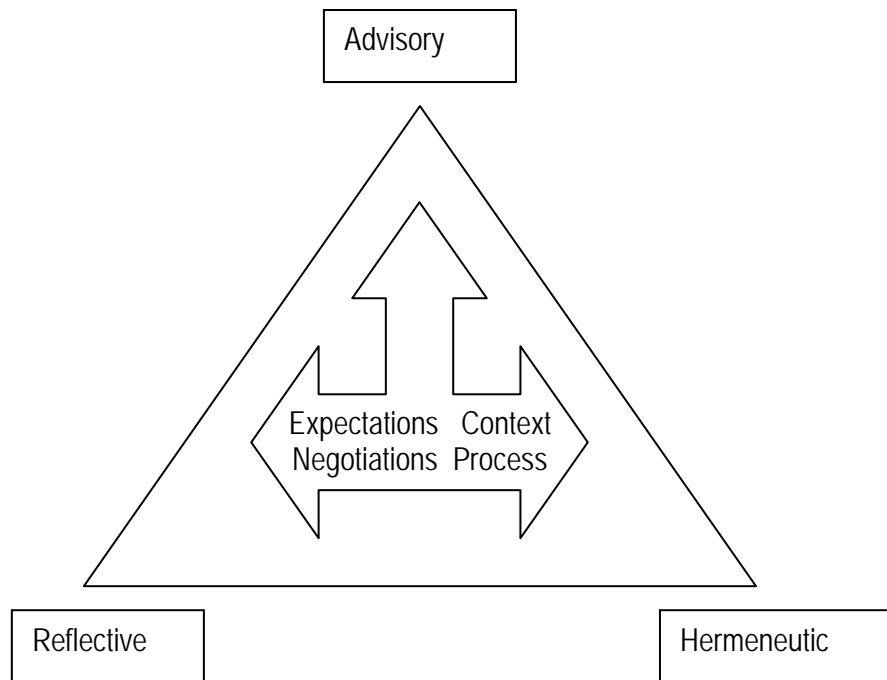 Advisory
Expectations Context
Negotiations Process
Reflective
Hermeneutic